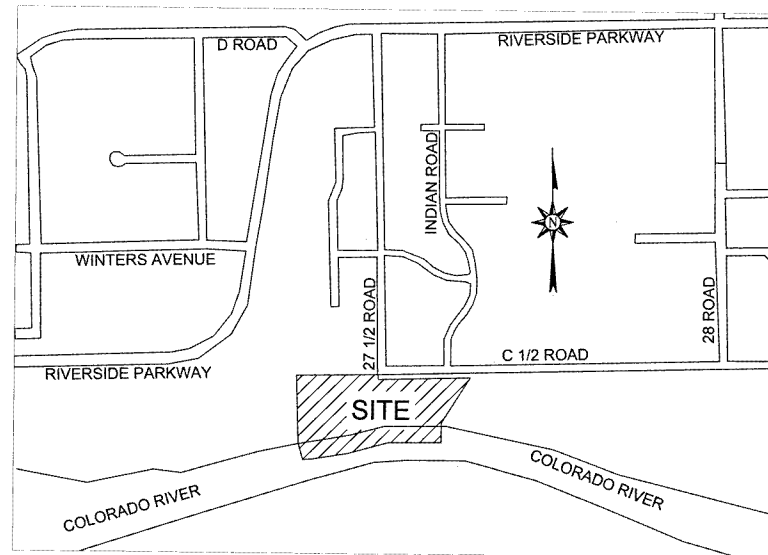 D ROAD
RIVERSIDE PARKWAY
INDIAN ROAD
N
WINTERS AVENUE
27 1/2 ROAD
28 ROAD
C 1/2 ROAD
RIVERSIDE PARKWAY
SITE
COLORADO RIVER
COLORADO RIVER